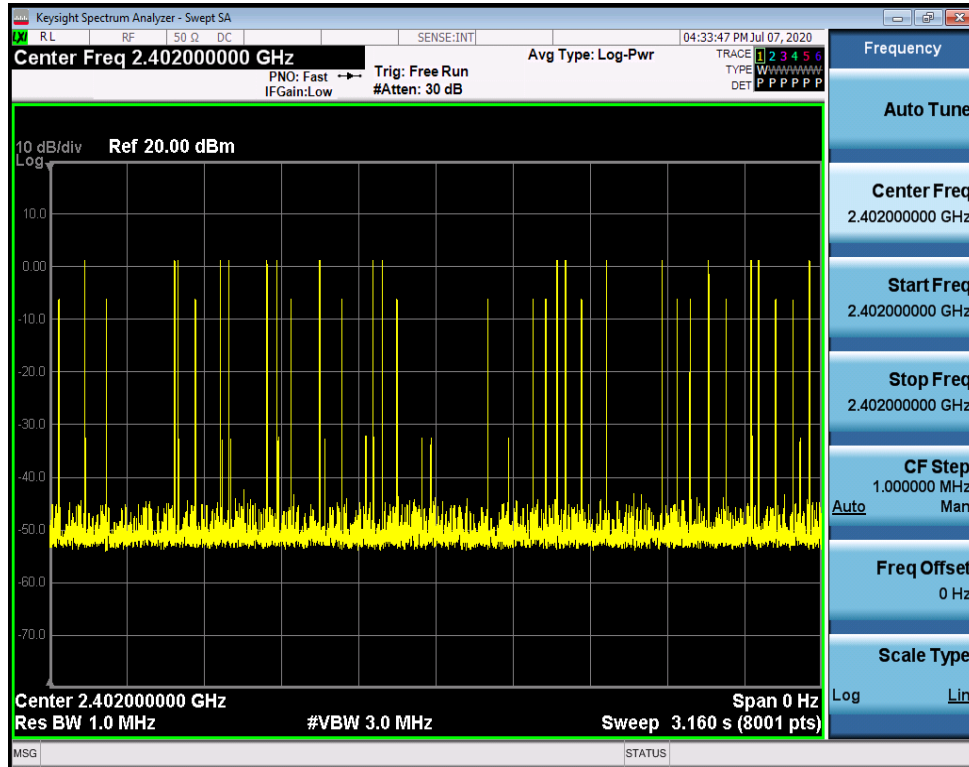 Keysight Spectrum Analyzer - Swept SA
LXI RL RF 50 Ω DC SENSE:INT 04:33:47 PM Jul 07, 2020
Center Freq 2.402000000 GHz
PNO: Fast
IFGain:Low
Trig: Free Run
#Atten: 30 dB
Avg Type: Log-Pwr
TRACE 1 2 3 4 5 6
TYPE WWWWWW
DET P P P P P P
10 dB/div Ref 20.00 dBm
Log
10.0
0.00
-10.0
-20.0
-30.0
-40.0
-50.0
-60.0
-70.0
Center 2.402000000 GHz Span 0 Hz
Res BW 1.0 MHz #VBW 3.0 MHz Sweep 3.160 s (8001 pts)
MSG STATUS
Frequency
Auto Tune
Center Freq
2.402000000 GHz
Start Freq
2.402000000 GHz
Stop Freq
2.402000000 GHz
CF Step
1.000000 MHz
Auto Man
Freq Offset
0 Hz
Scale Type
Log Lin